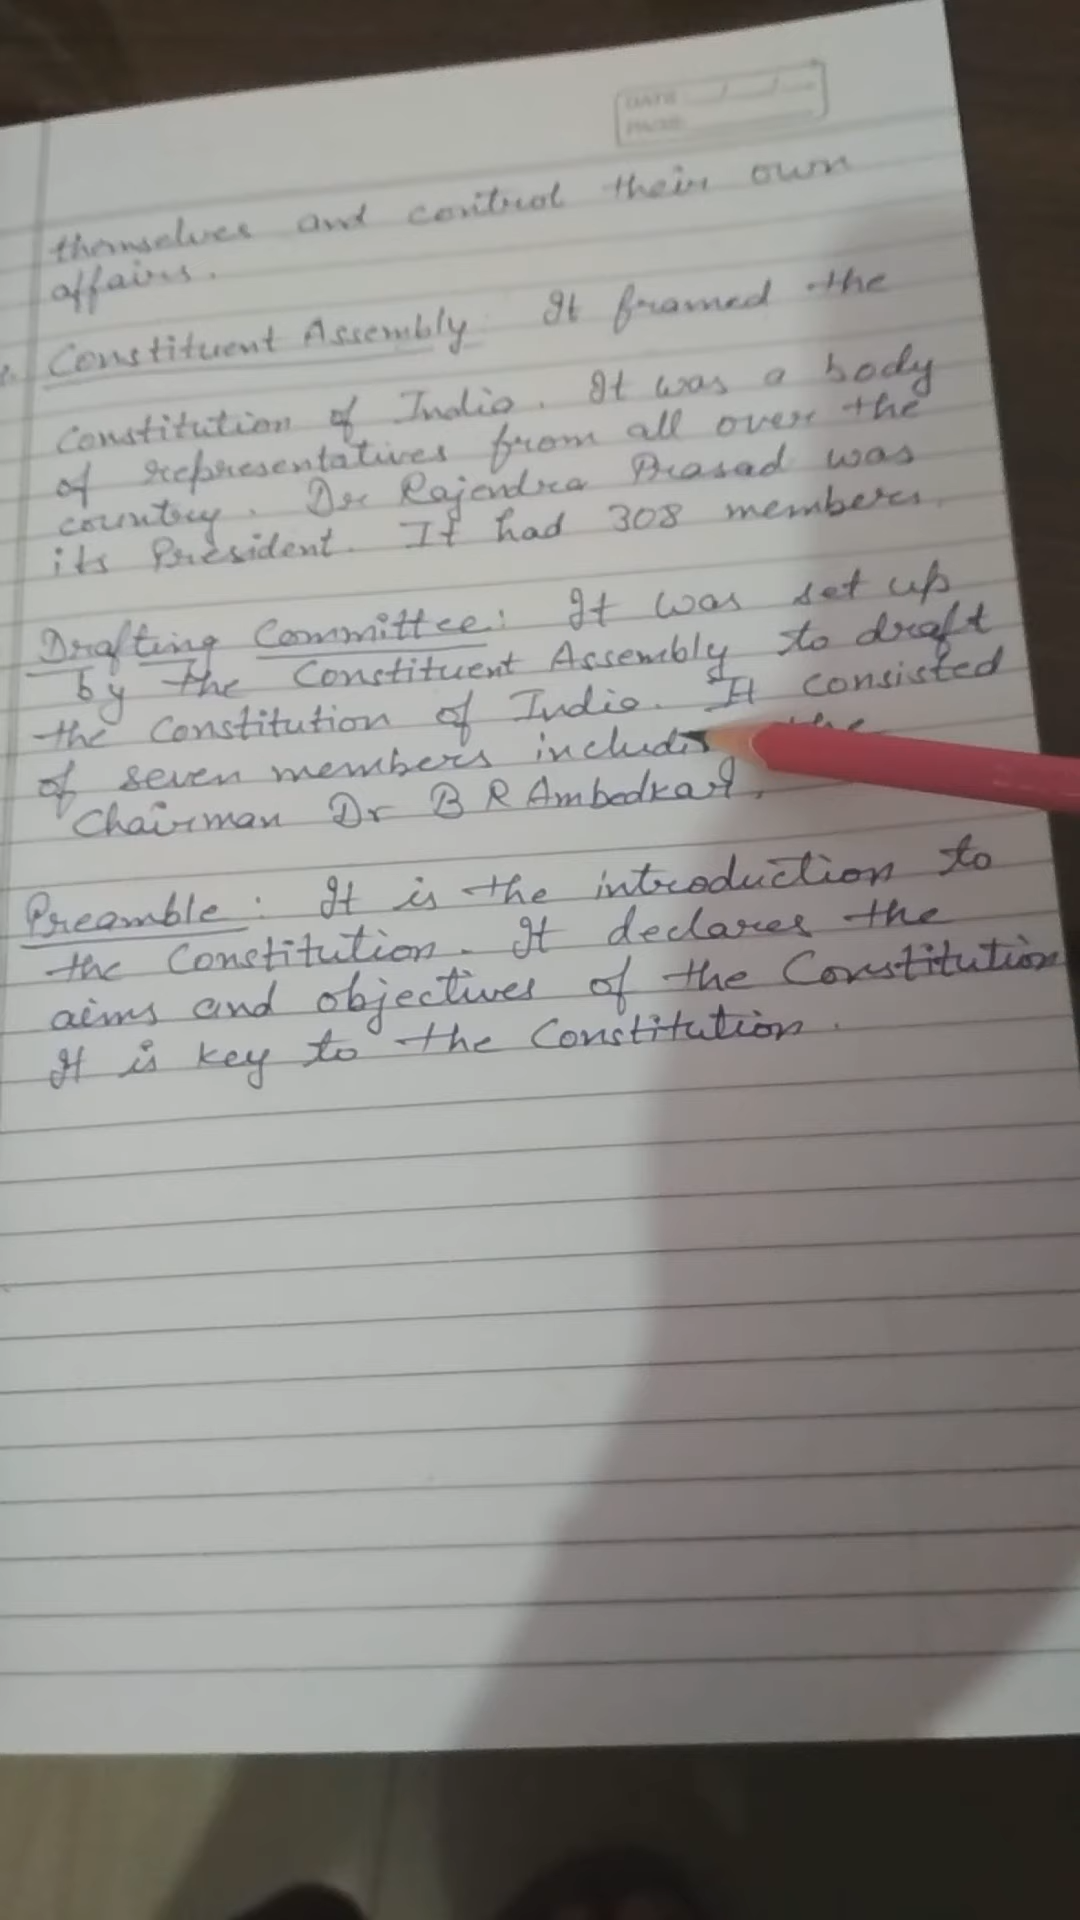 DATE
PAGE
themselves and control their own
affairs.
Constituent Assembly: It framed the
Constitution of India. It was a body
of representatives from all over the
country. Dr Rajendra Prasad was
its President. It had 308 members.
Drafting Committee: It was set up
by the Constituent Assembly to draft
the Constitution of India. It consisted
of seven members the
Chairman Dr B R Ambedkar.
Preamble: It is the introduction to
the Constitution. It declares the
aims and objectives of the Constitution
It is key to the Constitution.